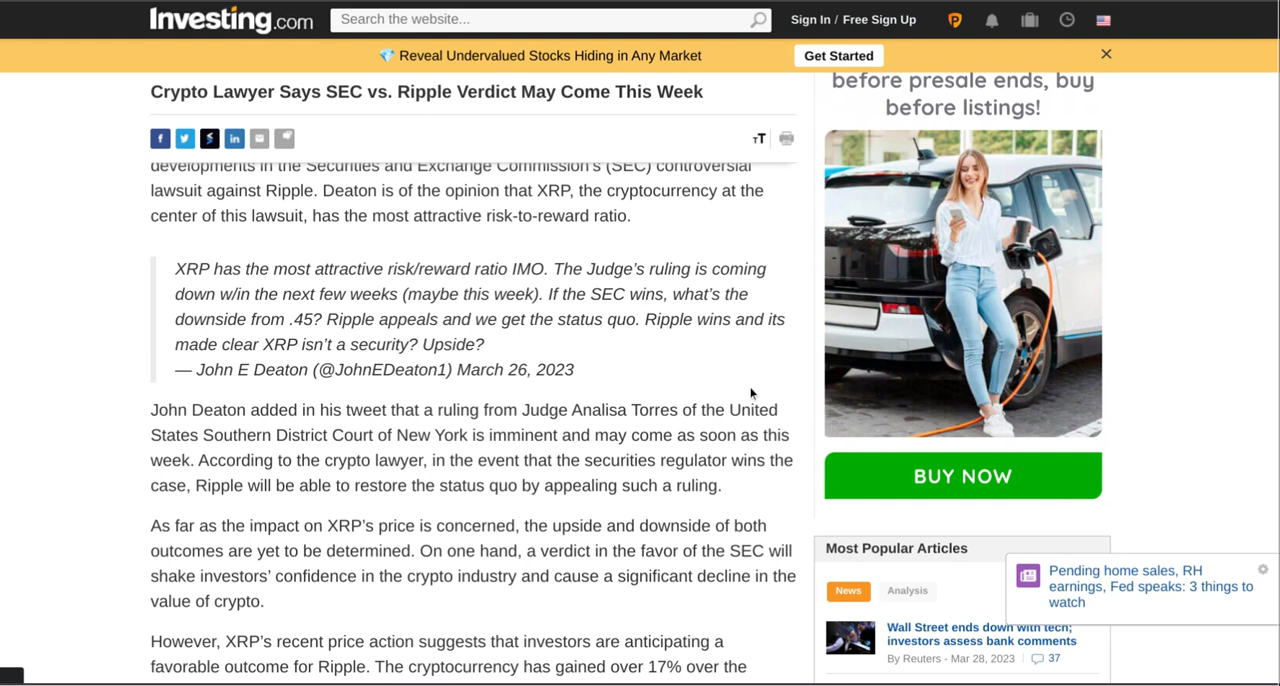 Investing.com
Search the website...
Sign In / Free Sign Up
Reveal Undervalued Stocks Hiding in Any Market
Get Started
Crypto Lawyer Says SEC vs. Ripple Verdict May Come This Week
developments in the Securities and Exchange Commission's (SEC) controversial
lawsuit against Ripple. Deaton is of the opinion that XRP, the cryptocurrency at the
center of this lawsuit, has the most attractive risk-to-reward ratio.
XRP has the most attractive risk/reward ratio IMO. The Judge's ruling is coming
down w/in the next few weeks (maybe this week). If the SEC wins, what's the
downside from .45? Ripple appeals and we get the status quo. Ripple wins and its
made clear XRP isn't a security? Upside?
— John E Deaton (@JohnEDeaton1) March 26, 2023
John Deaton added in his tweet that a ruling from Judge Analisa Torres of the United
States Southern District Court of New York is imminent and may come as soon as this
week. According to the crypto lawyer, in the event that the securities regulator wins the
case, Ripple will be able to restore the status quo by appealing such a ruling.
As far as the impact on XRP's price is concerned, the upside and downside of both
outcomes are yet to be determined. On one hand, a verdict in the favor of the SEC will
shake investors' confidence in the crypto industry and cause a significant decline in the
value of crypto.
However, XRP's recent price action suggests that investors are anticipating a
favorable outcome for Ripple. The cryptocurrency has gained over 17% over the
before presale ends, buy
before listings!
BUY NOW
Most Popular Articles
News
Analysis
Wall Street ends down with tech;
investors assess bank comments
By Reuters - Mar 28, 2023
37
Pending home sales, RH
earnings, Fed speaks: 3 things to
watch